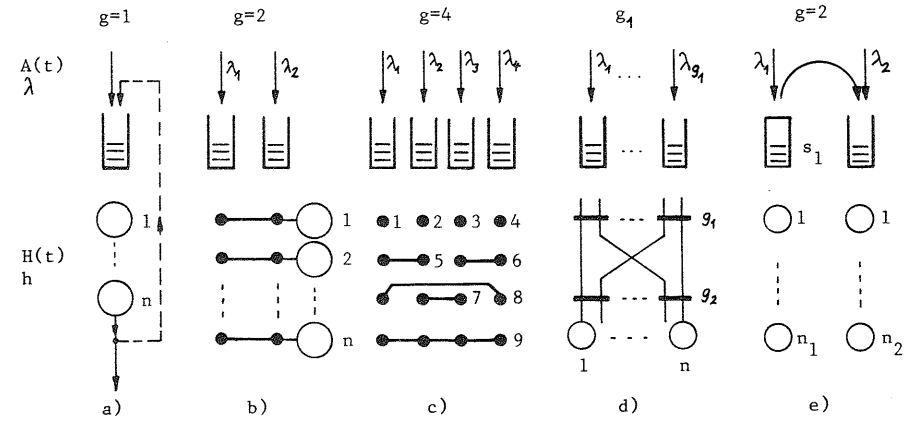 g=1 g=2 g=4 g₁ g=2
A(t) λ₁ λ₂ λ₁ λ₂ λ₃ λ₄ λ₁ ... λg₁ λ₁ λ₂
λ
... s₁
1 1 1 2 3 4 --- g₁ 1 1
H(t) 2 5 6
h
n 7 8 --- g₂
n 9 n₁ n₂
1 n
a) b) c) d) e)